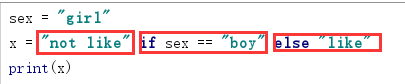 sex = "girl"
x = "not like" if sex == "boy" else "like"
print(x)